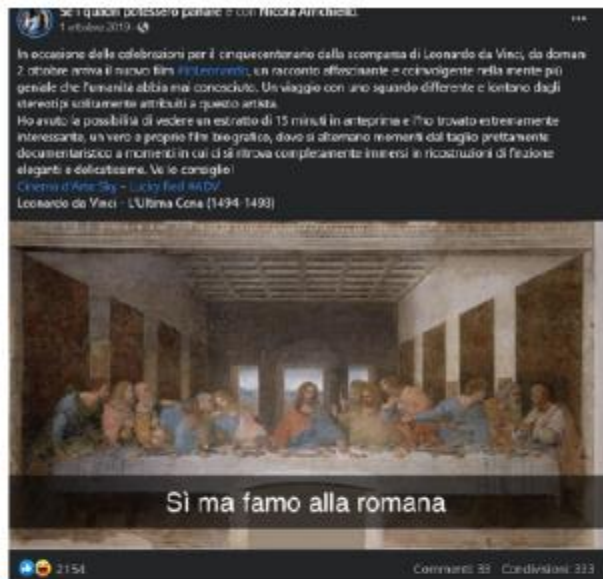 Se i quadri potessero parlare è con Nicola Arrichiello.
1 ottobre 2019
In occasione delle celebrazioni per il cinquecentenario dalla scomparsa di Leonardo da Vinci, da domani
2 ottobre arriva il nuovo film #IoLeonardo, un racconto affascinante e coinvolgente nella mente più
geniale che l'umanità abbia mai conosciuto. Un viaggio con uno sguardo differente e lontano dagli
stereotipi solitamente attribuiti a questo artista.
Ho avuto la possibilità di vedere un estratto di 15 minuti in anteprima e l'ho trovato estremamente
interessante, un vero e proprio film biografico, dove si alternano momenti dal taglio prettamente
documentaristico a momenti in cui ci si ritrova completamente immersi in ricostruzioni di finzione
eleganti e delicatissime. Ve lo consiglio!
Cinema d'Arte Sky - Lucky Red #ADV
Leonardo da Vinci - L'Ultima Cena (1494-1498)
Sì ma famo alla romana
2154
Commenti: 33 Condivisioni: 333